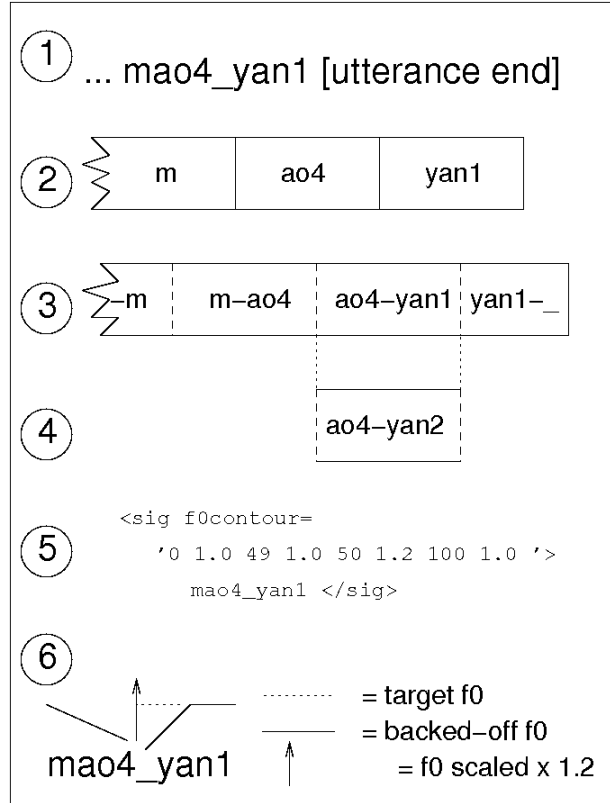 1 ... mao4_yan1 [utterance end]
2 m ao4 yan1
3 -m m-ao4 ao4-yan1 yan1-_
4 ao4-yan2
<sig f0contour=
5 '0 1.0 49 1.0 50 1.2 100 1.0 '>
mao4_yan1 </sig>
6
= target f0
= backed-off f0
mao4_yan1 = f0 scaled x 1.2